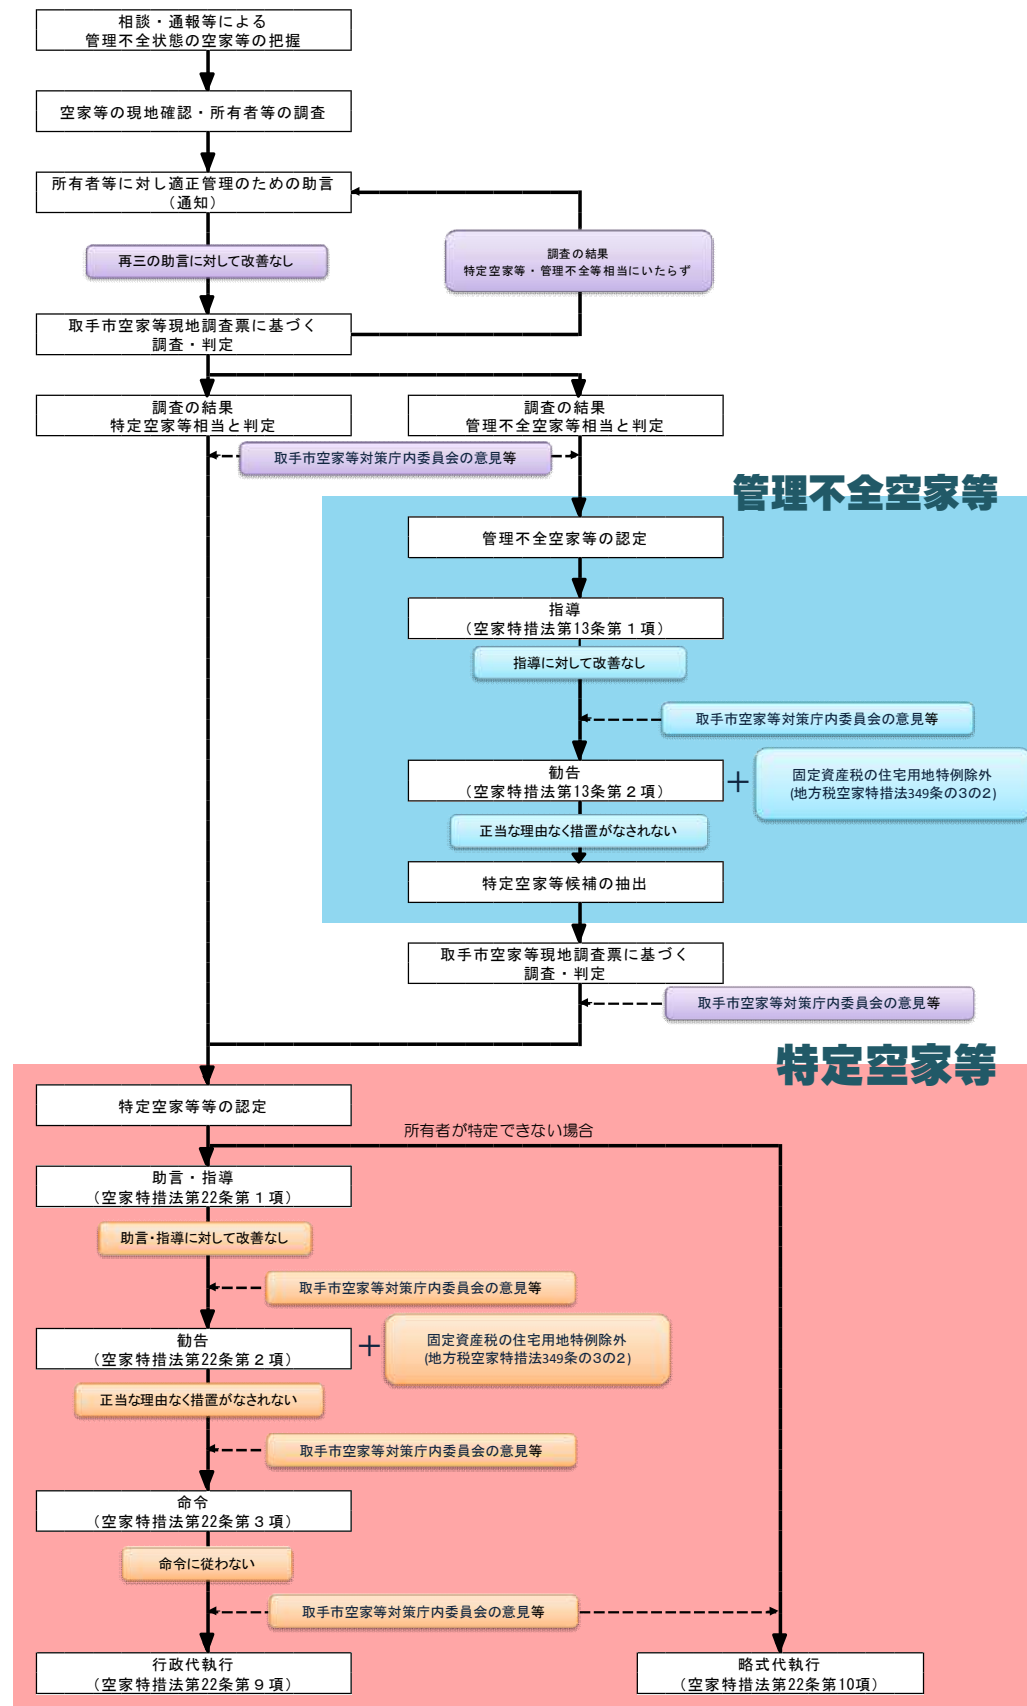 相談・通報等による
管理不全状態の空家等の把握
空家等の現地確認・所有者等の調査
所有者等に対し適正管理のための助言
（通知）
再三の助言に対して改善なし
調査の結果
特定空家等・管理不全等相当にいたらず
取手市空家等現地調査票に基づく
調査・判定
調査の結果
特定空家等相当と判定
調査の結果
管理不全空家等相当と判定
取手市空家等対策庁内委員会の意見等
管理不全空家等
管理不全空家等の認定
指導
（空家特措法第13条第１項）
指導に対して改善なし
取手市空家等対策庁内委員会の意見等
勧告
（空家特措法第13条第２項）
＋
固定資産税の住宅用地特例除外
(地方税空家特措法349条の3の2)
正当な理由なく措置がなされない
特定空家等候補の抽出
取手市空家等現地調査票に基づく
調査・判定
取手市空家等対策庁内委員会の意見等
特定空家等
特定空家等等の認定
所有者が特定できない場合
助言・指導
（空家特措法第22条第１項）
助言・指導に対して改善なし
取手市空家等対策庁内委員会の意見等
勧告
（空家特措法第22条第２項）
＋
固定資産税の住宅用地特例除外
(地方税空家特措法349条の3の2)
正当な理由なく措置がなされない
取手市空家等対策庁内委員会の意見等
命令
（空家特措法第22条第３項）
命令に従わない
取手市空家等対策庁内委員会の意見等
行政代執行
（空家特措法第22条第９項）
略式代執行
（空家特措法第22条第10項）